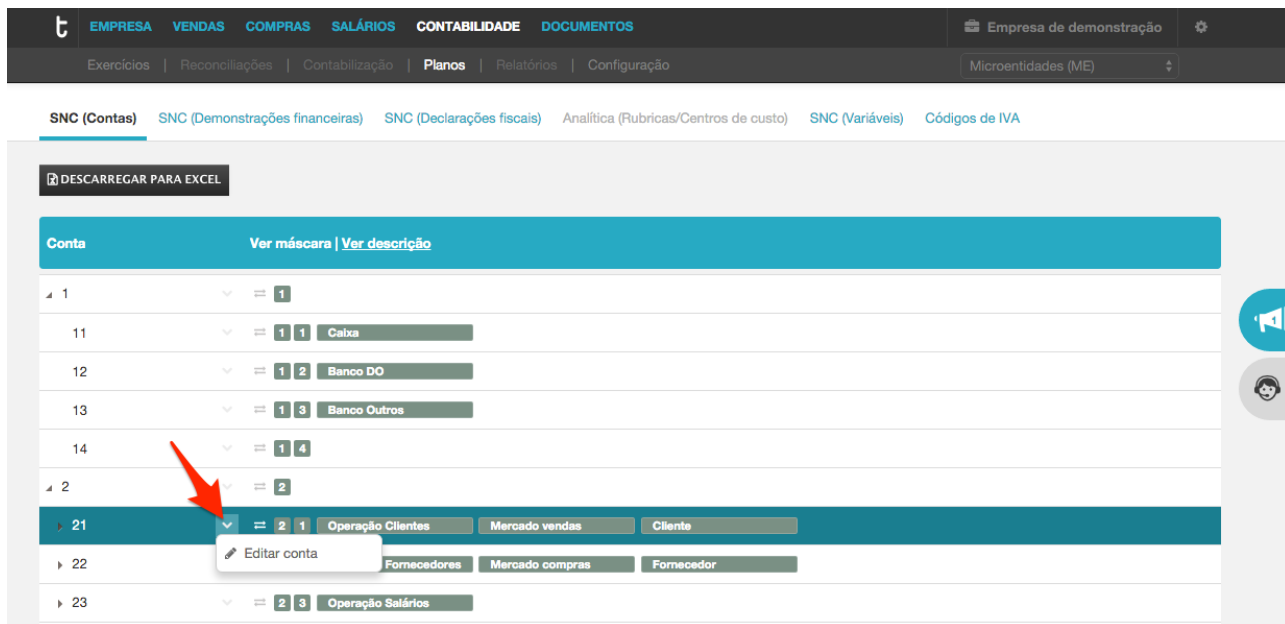 t EMPRESA VENDAS COMPRAS SALÁRIOS CONTABILIDADE DOCUMENTOS Empresa de demonstração
Exercícios | Reconciliações | Contabilização | Planos | Relatórios | Configuração Microentidades (ME)
SNC (Contas) SNC (Demonstrações financeiras) SNC (Declarações fiscais) Analítica (Rubricas/Centros de custo) SNC (Variáveis) Códigos de IVA
DESCARREGAR PARA EXCEL
Conta Ver máscara | Ver descrição
1 1
11 1 1 Caixa
12 1 2 Banco DO
13 1 3 Banco Outros
14 1 4
2 2
21 2 1 Operação Clientes Mercado vendas Cliente
Editar conta
22 Fornecedores Mercado compras Fornecedor
23 2 3 Operação Salários
1